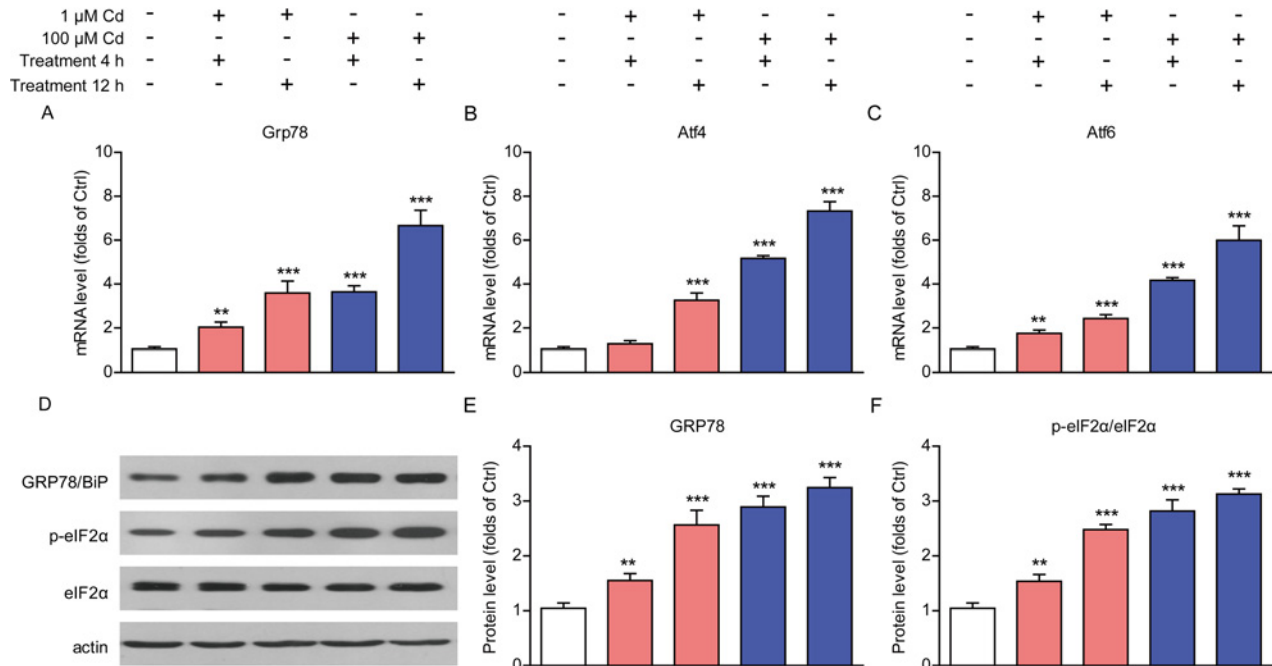 1 μM Cd - + + - - - + + - - - + + - -
100 μM Cd - - - + + - - - + + - - - + +
Treatment 4 h - + - + - - + - + - - + - + -
Treatment 12 h - - + - + - - + - + - - + - +
A B C
Grp78 Atf4 Atf6
mRNA level (folds of Ctrl)
10
8
6
4
2
0
** *** *** ***
mRNA level (folds of Ctrl)
10
8
6
4
2
0
*** *** ***
mRNA level (folds of Ctrl)
10
8
6
4
2
0
** *** *** ***
D E F
GRP78/BiP
p-eIF2α
eIF2α
actin
GRP78
Protein level (folds of Ctrl)
4
3
2
1
0
** *** *** ***
p-eIF2α/eIF2α
Protein level (folds of Ctrl)
4
3
2
1
0
** *** *** ***